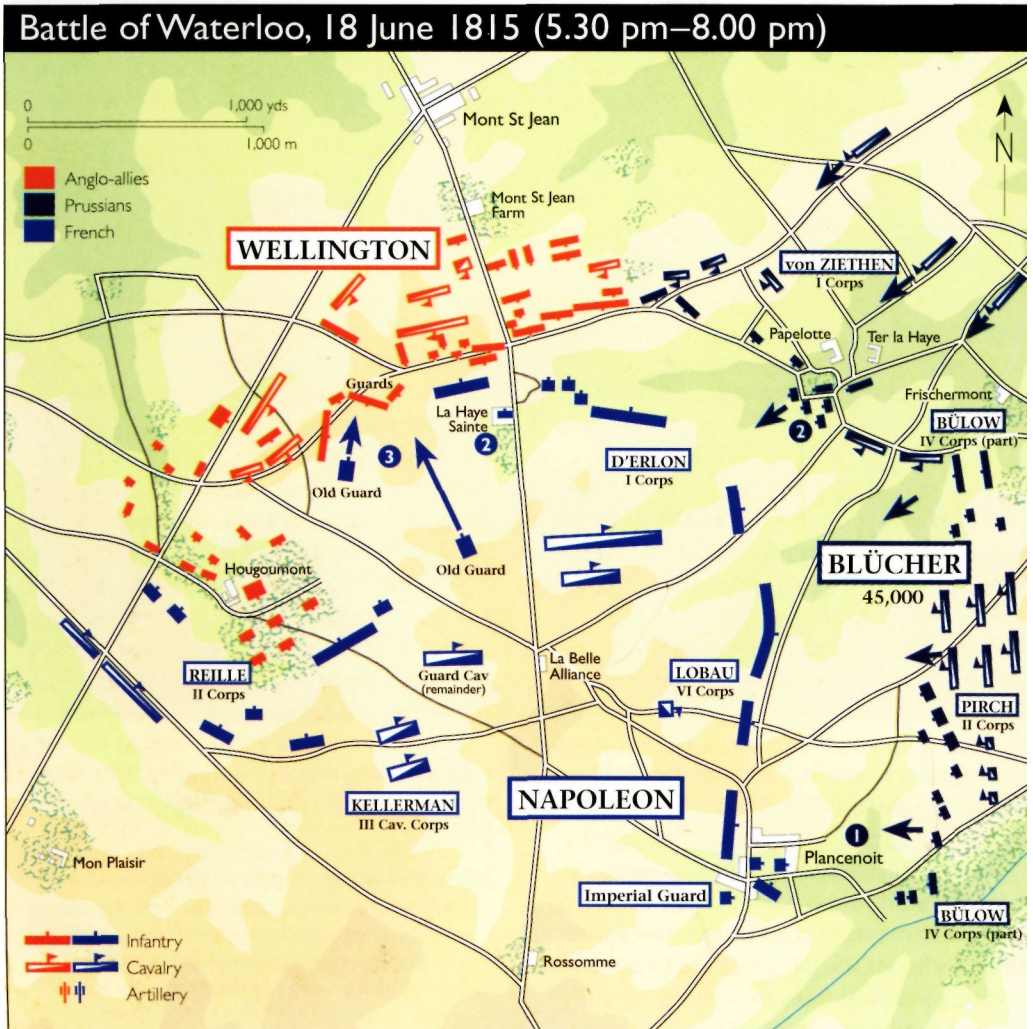 Battle of Waterloo, 18 June 1815 (5.30 pm–8.00 pm)
0 1,000 yds
0 1,000 m
Anglo-allies
Prussians
French
Mont St Jean
N
Mont St Jean
Farm
WELLINGTON
von ZIETHEN
I Corps
Papelotte
Ter la Haye
Frischermont
Guards
La Haye
Sainte
2
3
2
BÜLOW
IV Corps (part)
D'ERLON
I Corps
Old Guard
Old Guard
BLÜCHER
45,000
Hougoumont
REILLE
II Corps
Guard Cav
(remainder)
La Belle
Alliance
LOBAU
VI Corps
PIRCH
II Corps
KELLERMAN
III Cav. Corps
NAPOLEON
1
Plancenoit
Mon Plaisir
Imperial Guard
BÜLOW
IV Corps (part)
Rossomme
Infantry
Cavalry
Artillery